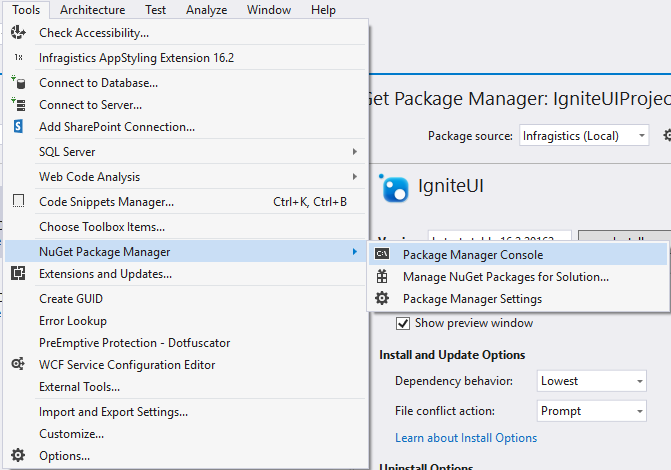 Tools Architecture Test Analyze Window Help
Check Accessibility...
Infragistics AppStyling Extension 16.2
Connect to Database...
Connect to Server...
Add SharePoint Connection...
SQL Server
Web Code Analysis
Code Snippets Manager... Ctrl+K, Ctrl+B
Choose Toolbox Items...
NuGet Package Manager
Extensions and Updates...
Create GUID
Error Lookup
PreEmptive Protection - Dotfuscator
WCF Service Configuration Editor
External Tools...
Import and Export Settings...
Customize...
Options...
Get Package Manager: IgniteUIProjec
Package source: Infragistics (Local)
IgniteUI
Package Manager Console
Manage NuGet Packages for Solution...
Package Manager Settings
Show preview window
Install and Update Options
Dependency behavior: Lowest
File conflict action: Prompt
Learn about Install Options
Uninstall Options